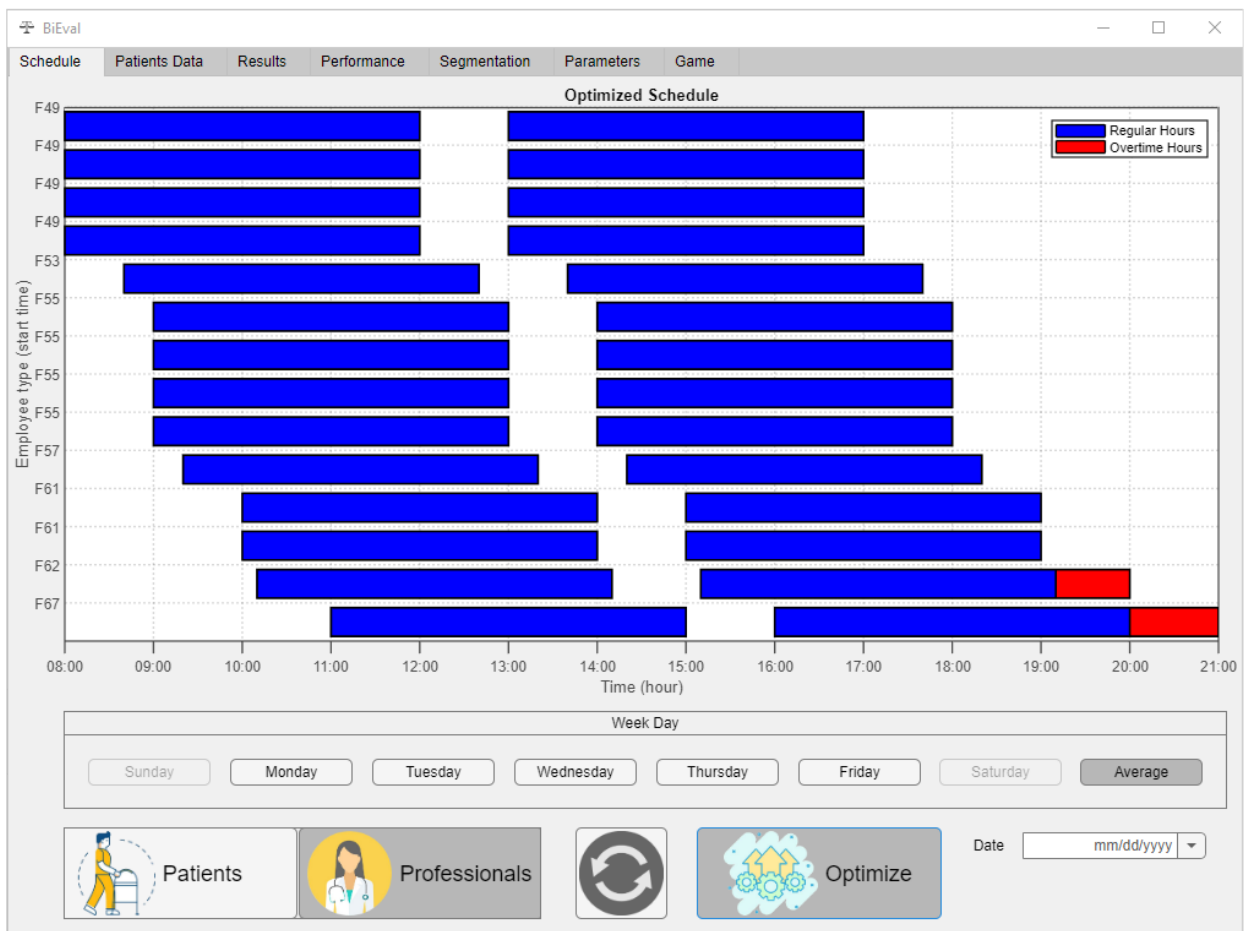 BiEval
Schedule Patients Data Results Performance Segmentation Parameters Game
Optimized Schedule
Regular Hours
Overtime Hours
Employee type (start time)
F49
F49
F49
F49
F53
F55
F55
F55
F55
F57
F61
F61
F62
F67
08:00 09:00 10:00 11:00 12:00 13:00 14:00 15:00 16:00 17:00 18:00 19:00 20:00 21:00
Time (hour)
Week Day
Sunday Monday Tuesday Wednesday Thursday Friday Saturday Average
Patients Professionals Optimize Date mm/dd/yyyy